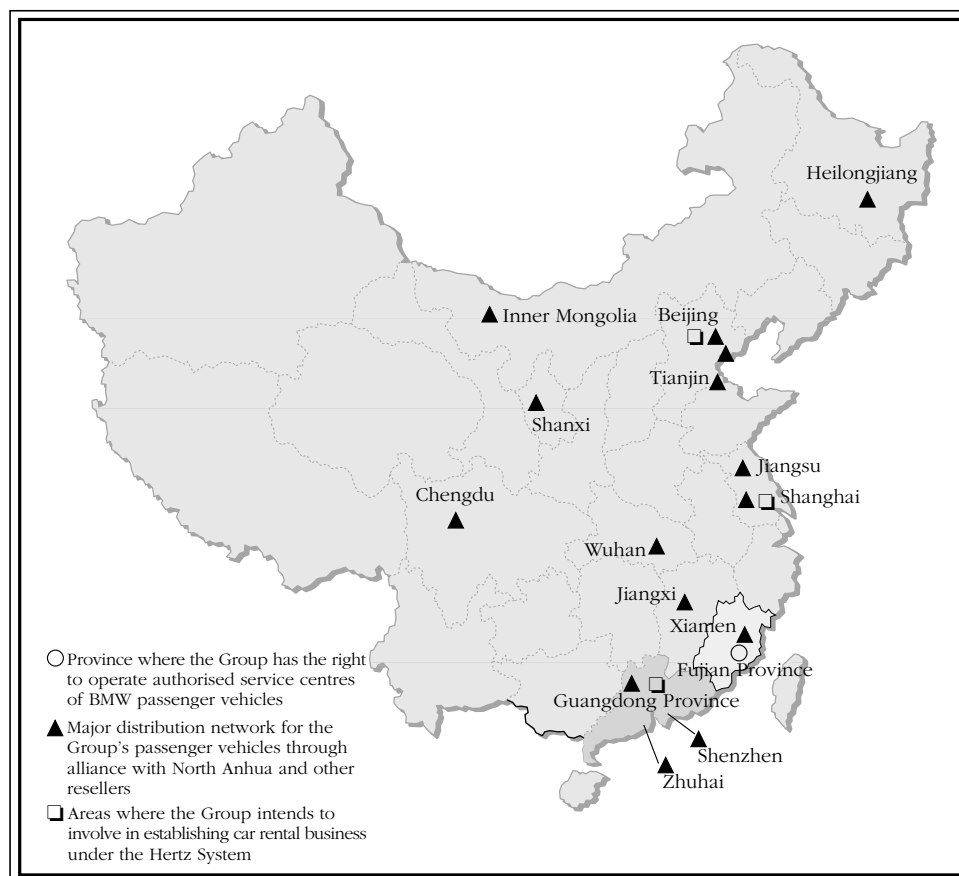 Heilongjiang
Inner Mongolia
Beijing
Tianjin
Shanxi
Jiangsu
Chengdu
Shanghai
Wuhan
Jiangxi
Xiamen
Fujian Province
Guangdong Province
Shenzhen
Zhuhai
Province where the Group has the right
to operate authorised service centres
of BMW passenger vehicles
Major distribution network for the
Group's passenger vehicles through
alliance with North Anhua and other
resellers
Areas where the Group intends to
involve in establishing car rental business
under the Hertz System